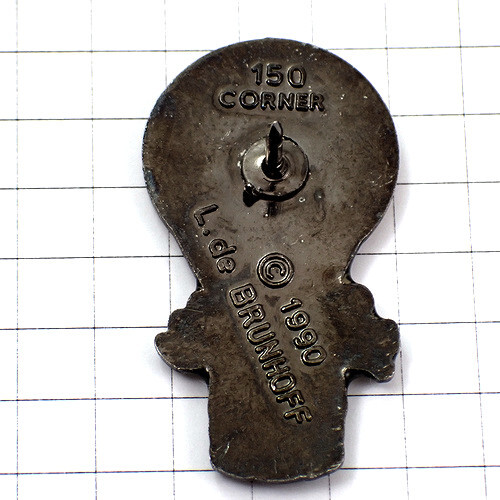 150
CORNER
© 1990
L. de BRUNHOFF